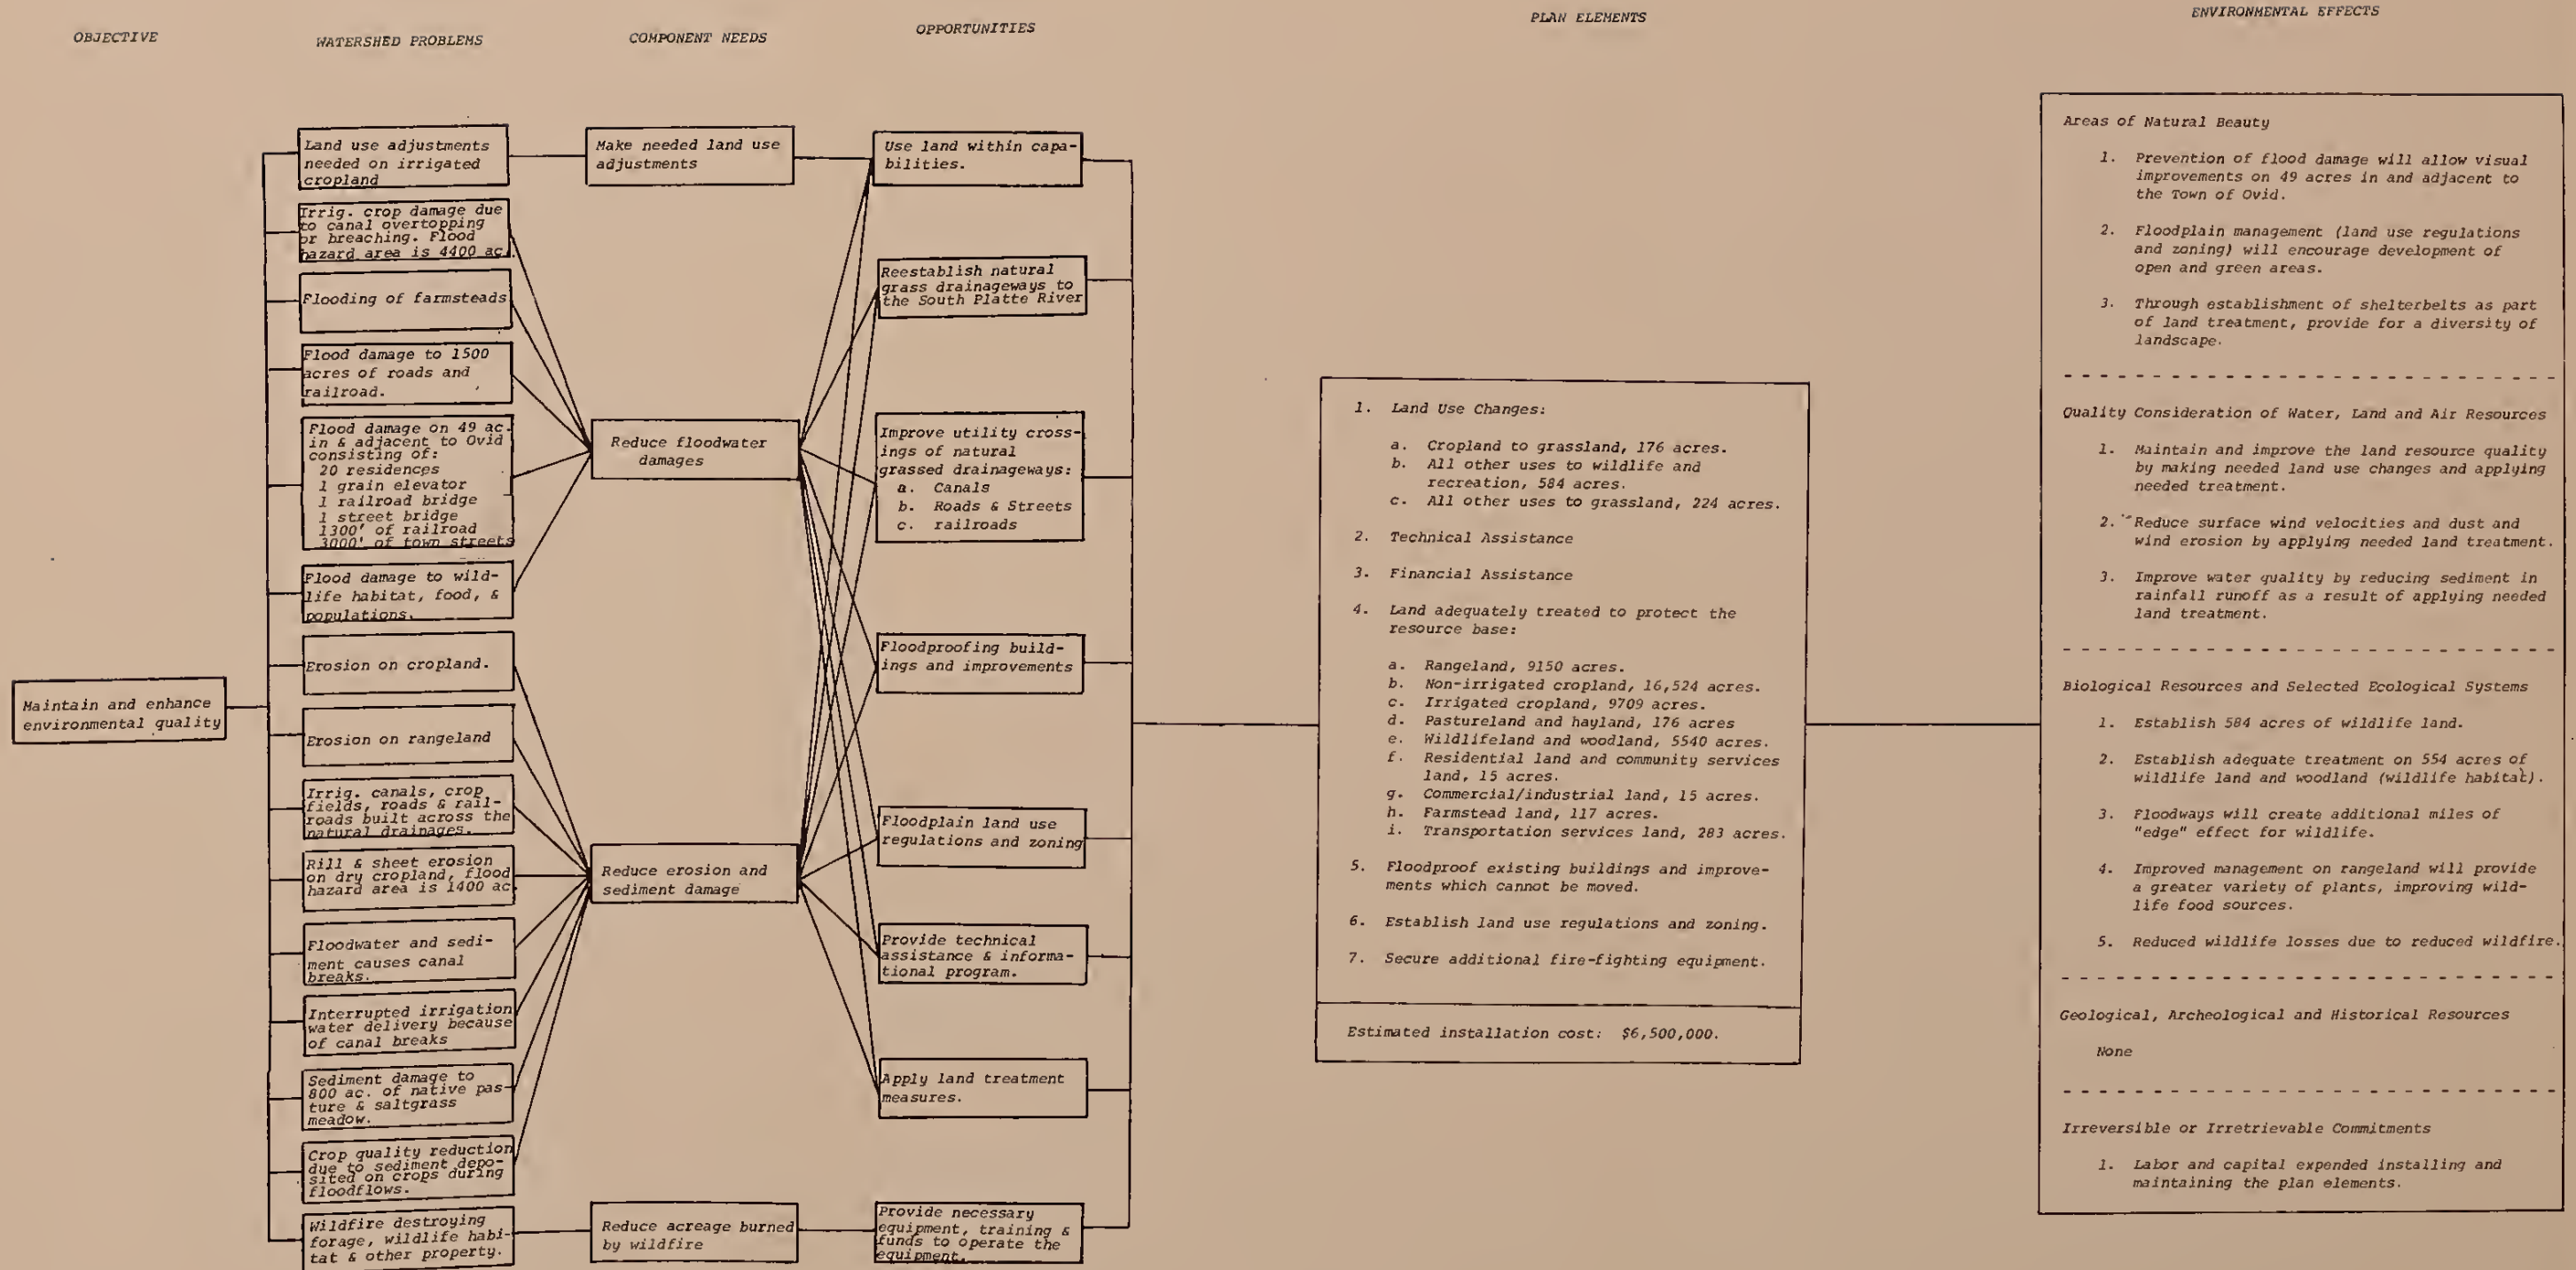 OBJECTIVE
WATERSHED PROBLEMS
COMPONENT NEEDS
OPPORTUNITIES
PLAN ELEMENTS
ENVIRONMENTAL EFFECTS
Maintain and enhance
environmental quality
Land use adjustments
needed on irrigated
cropland
Irrig. crop damage due
to canal overtopping
or breaching. Flood
hazard area is 4400 ac.
Flooding of farmsteads
Flood damage to 1500
acres of roads and
railroad.
Flood damage on 49 ac.
in & adjacent to Ovid
consisting of:
20 residences
1 grain elevator
1 railroad bridge
1 street bridge
1300' of railroad
3000' of town streets
Flood damage to wild-
life habitat, food, &
populations.
Erosion on cropland.
Erosion on rangeland
Irrig. canals, crop
fields, roads & rail-
roads built across the
natural drainages.
Rill & sheet erosion
on dry cropland, flood
hazard area is 1400 ac.
Floodwater and sedi-
ment causes canal
breaks.
Interrupted irrigation
water delivery because
of canal breaks
Sediment damage to
800 ac. of native pas-
ture & saltgrass
meadow.
Crop quality reduction
due to sediment depo-
sited on crops during
floodflows.
Wildfire destroying
forage, wildlife habi-
tat & other property.
Make needed land use
adjustments
Reduce floodwater
damages
Reduce erosion and
sediment damage
Reduce acreage burned
by wildfire
Use land within capa-
bilities.
Reestablish natural
grass drainageways to
the South Platte River
Improve utility cross-
ings of natural
grassed drainageways:
a. Canals
b. Roads & Streets
c. railroads
Floodproofing build-
ings and improvements
Floodplain land use
regulations and zoning
Provide technical
assistance & informa-
tional program.
Apply land treatment
measures.
Provide necessary
equipment, training &
funds to operate the
equipment.
1. Land Use Changes:
a. Cropland to grassland, 176 acres.
b. All other uses to wildlife and
recreation, 584 acres.
c. All other uses to grassland, 224 acres.
2. Technical Assistance
3. Financial Assistance
4. Land adequately treated to protect the
resource base:
a. Rangeland, 9150 acres.
b. Non-irrigated cropland, 16,524 acres.
c. Irrigated cropland, 9709 acres.
d. Pastureland and hayland, 176 acres
e. Wildlifeland and woodland, 5540 acres.
f. Residential land and community services
land, 15 acres.
g. Commercial/industrial land, 15 acres.
h. Farmstead land, 117 acres.
i. Transportation services land, 283 acres.
5. Floodproof existing buildings and improve-
ments which cannot be moved.
6. Establish land use regulations and zoning.
7. Secure additional fire-fighting equipment.
Estimated installation cost: $6,500,000.
Areas of Natural Beauty
1. Prevention of flood damage will allow visual
improvements on 49 acres in and adjacent to
the Town of Ovid.
2. Floodplain management (land use regulations
and zoning) will encourage development of
open and green areas.
3. Through establishment of shelterbelts as part
of land treatment, provide for a diversity of
landscape.
Quality Consideration of Water, Land and Air Resources
1. Maintain and improve the land resource quality
by making needed land use changes and applying
needed treatment.
2. Reduce surface wind velocities and dust and
wind erosion by applying needed land treatment.
3. Improve water quality by reducing sediment in
rainfall runoff as a result of applying needed
land treatment.
Biological Resources and Selected Ecological Systems
1. Establish 584 acres of wildlife land.
2. Establish adequate treatment on 554 acres of
wildlife land and woodland (wildlife habitat).
3. Floodways will create additional miles of
"edge" effect for wildlife.
4. Improved management on rangeland will provide
a greater variety of plants, improving wild-
life food sources.
5. Reduced wildlife losses due to reduced wildfire.
Geological, Archeological and Historical Resources
None
Irreversible or Irretrievable Commitments
1. Labor and capital expended installing and
maintaining the plan elements.